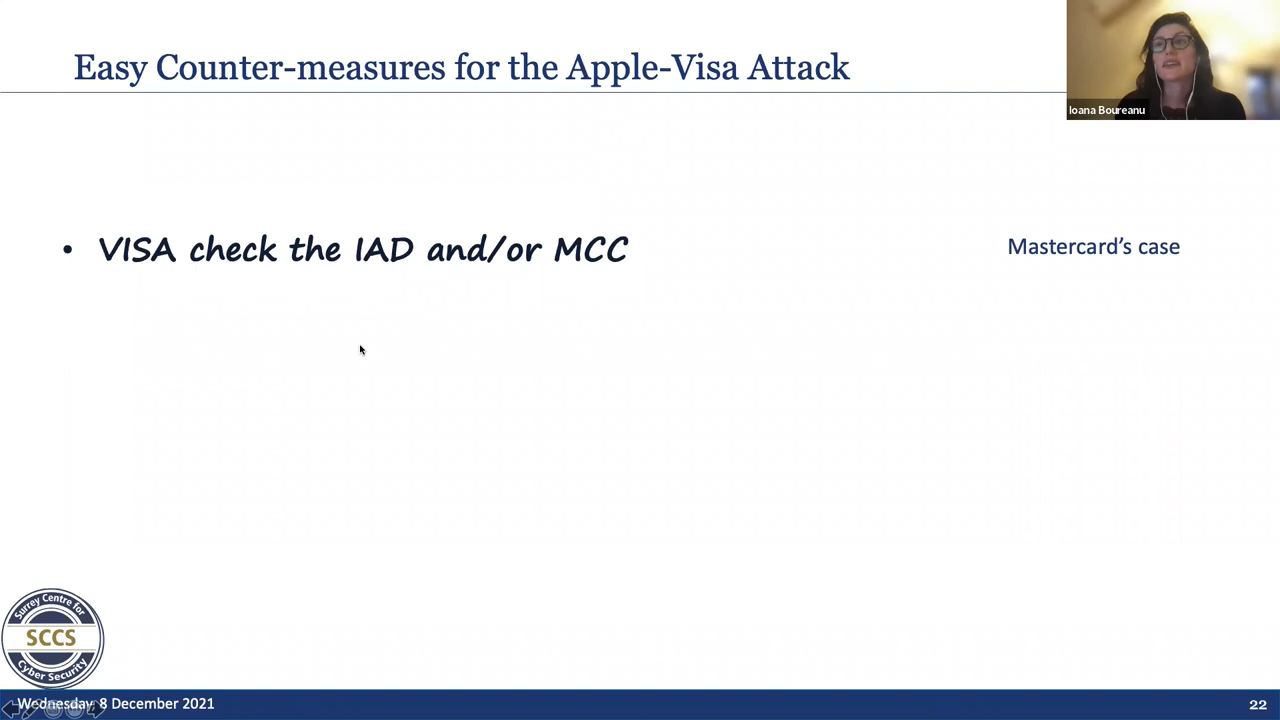 Easy Counter-measures for the Apple-Visa Attack
Ioana Boureanu
• VISA check the IAD and/or MCC
Mastercard's case
Surrey Centre for
SCCS
Cyber Security
Wednesday, 8 December 2021
22